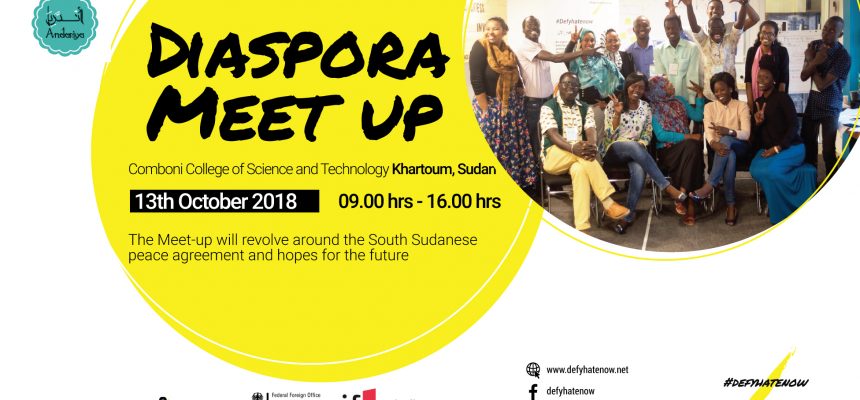 اندريا
Andariya
#Defyhatenow
DIASPORA
MEET UP
Comboni College of Science and Technology Khartoum, Sudan
13th October 2018 09.00 hrs - 16.00 hrs
The Meet-up will revolve around the South Sudanese
peace agreement and hopes for the future
Federal Foreign Office
www.defyhatenow.net
defyhatenow
#DEFYHATENOW